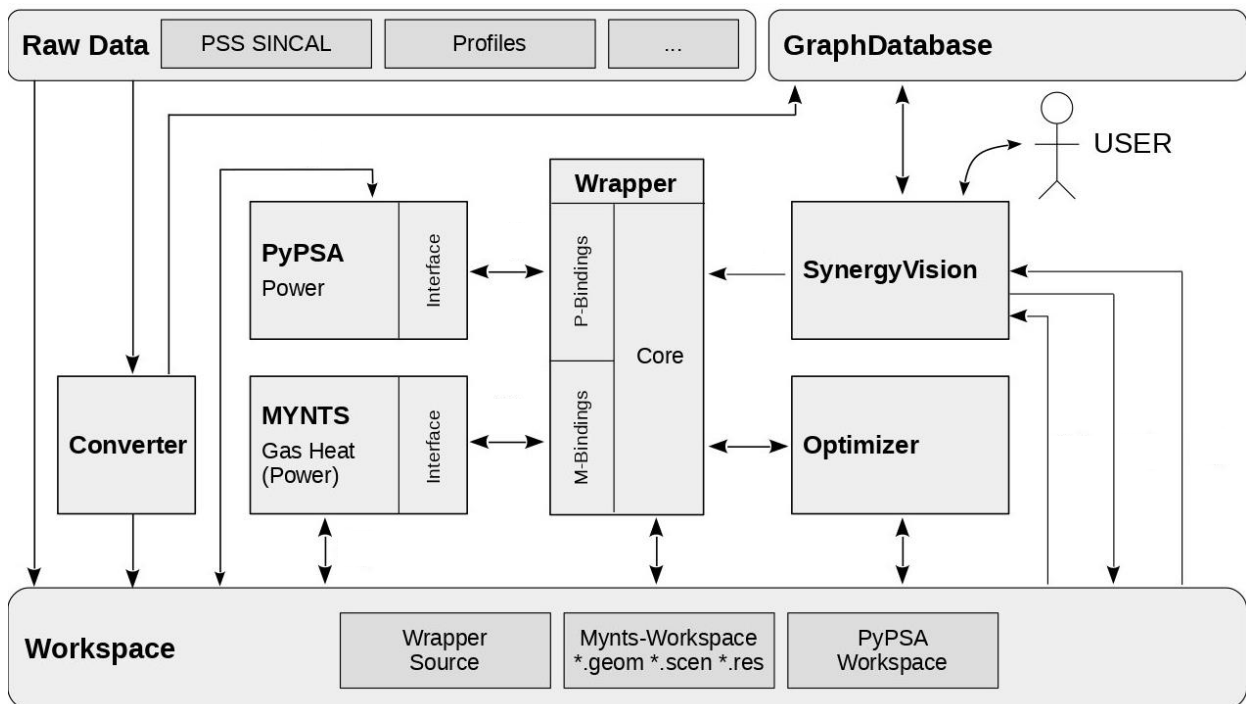 Raw Data
PSS SINCAL
Profiles
...
GraphDatabase
USER
Wrapper
PyPSA
Power
Interface
P-Bindings
SynergyVision
Core
Converter
MYNTS
Gas Heat
(Power)
Interface
M-Bindings
Optimizer
Workspace
Wrapper
Source
Mynts-Workspace
*.geom *.scen *.res
PyPSA
Workspace